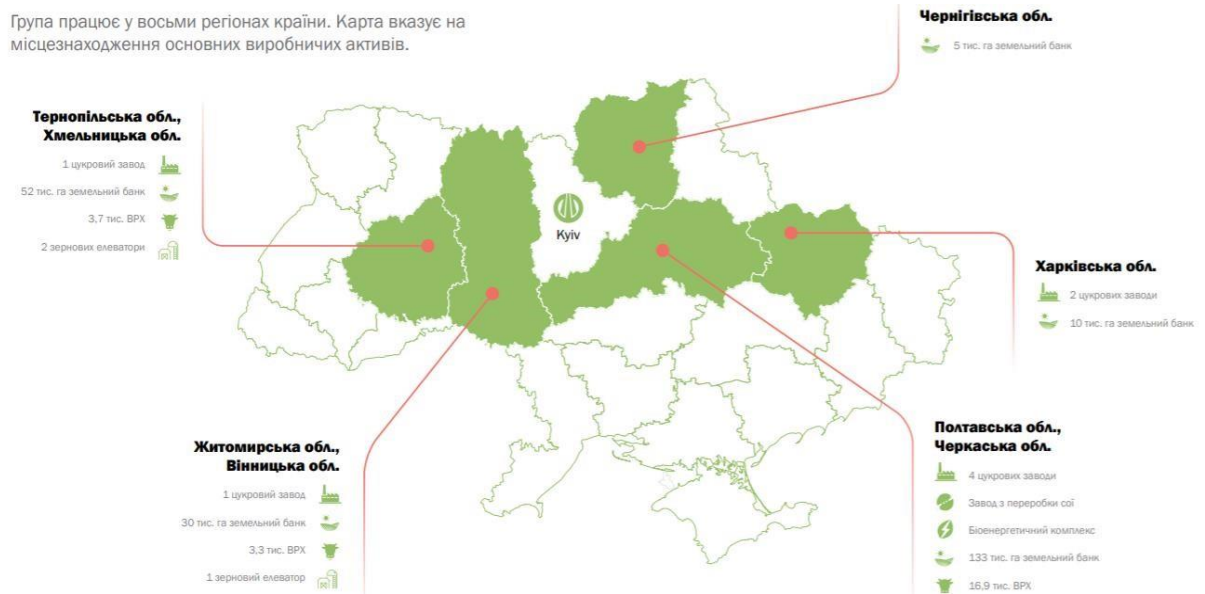 Група працює у восьми регіонах країни. Карта вказує на
місцезнаходження основних виробничих активів.
Чернігівська обл.
5 тис. га земельний банк
Тернопільська обл.,
Хмельницька обл.
1 цукровий завод
52 тис. га земельний банк
3,7 тис. ВРХ
2 зернових елеватори
Kyiv
Харківська обл.
2 цукрових заводи
10 тис. га земельний банк
Житомирська обл.,
Вінницька обл.
1 цукровий завод
30 тис. га земельний банк
3,3 тис. ВРХ
1 зерновий елеватор
Полтавська обл.,
Черкаська обл.
4 цукрових заводи
Завод з переробки сої
Біоенергетичний комплекс
133 тис. га земельний банк
16,9 тис. ВРХ